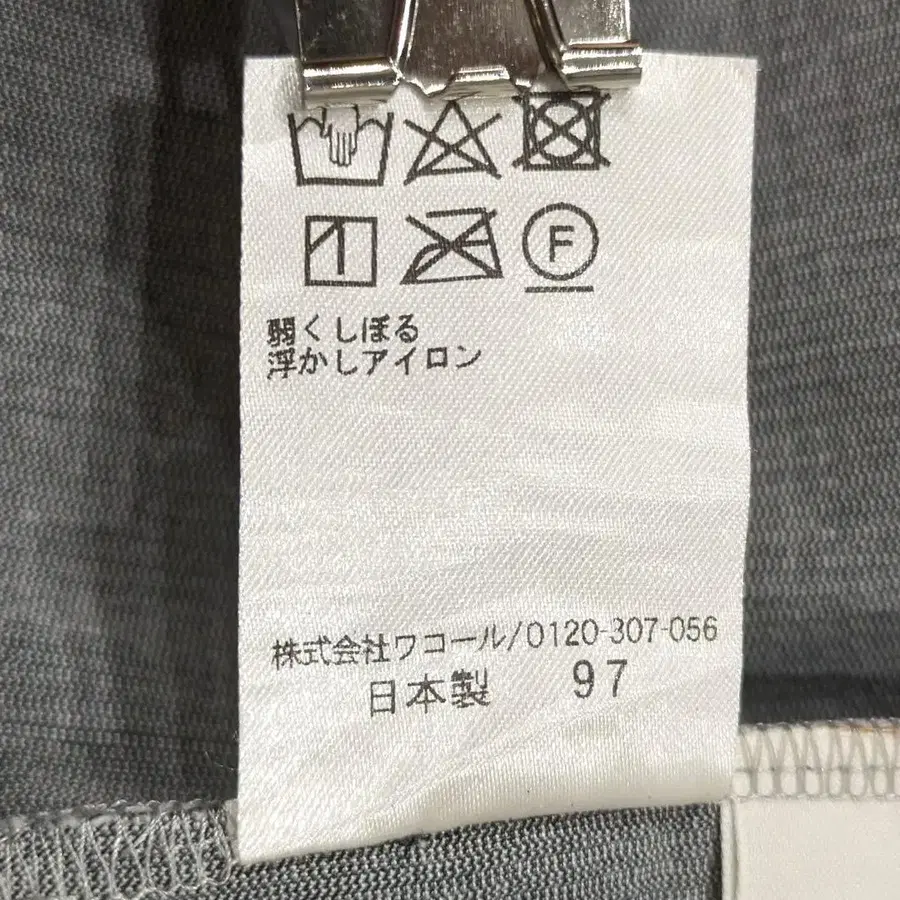 F
弱くしぼる
浮かしアイロン
株式会社ワコール/0120-307-056
日本製 97